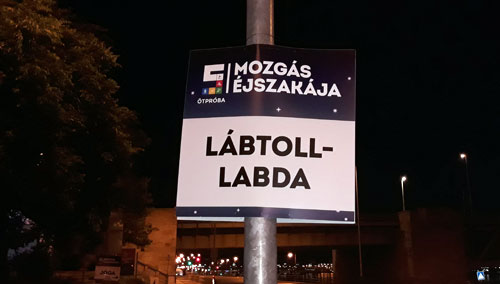 MOZGÁS
ÉJSZAKÁJA
ÖTPRÓBA
LÁBTOLL-
LABDA